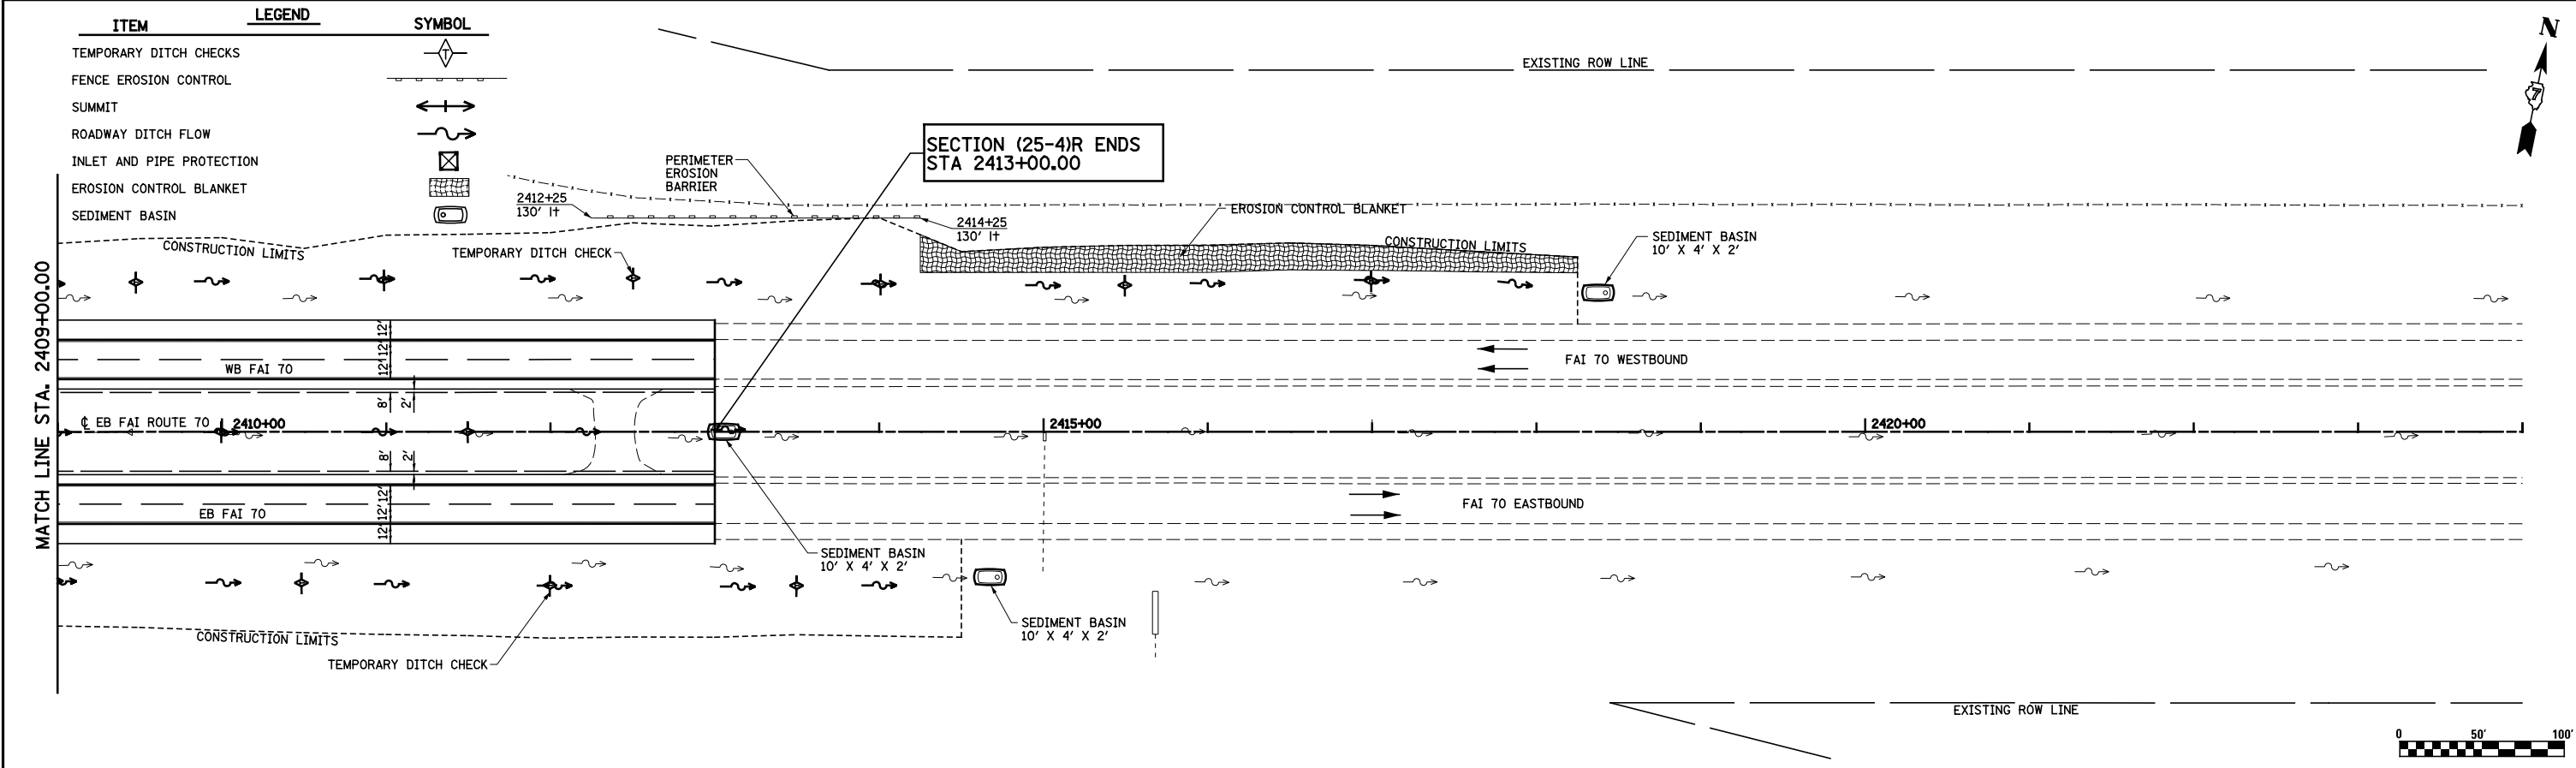 LEGEND
ITEM SYMBOL
TEMPORARY DITCH CHECKS T
FENCE EROSION CONTROL
SUMMIT
ROADWAY DITCH FLOW
INLET AND PIPE PROTECTION
EROSION CONTROL BLANKET
SEDIMENT BASIN
EXISTING ROW LINE
N
7
SECTION (25-4)R ENDS
STA 2413+00.00
PERIMETER
EROSION
BARRIER
2412+25
130' lt
2414+25
130' lt
EROSION CONTROL BLANKET
CONSTRUCTION LIMITS
CONSTRUCTION LIMITS
TEMPORARY DITCH CHECK
SEDIMENT BASIN
10' X 4' X 2'
MATCH LINE STA. 2409+00.00
12'
12'
12'
WB FAI 70
FAI 70 WESTBOUND
8'
2'
℄ EB FAI ROUTE 70
2410+00
2415+00
2420+00
8'
2'
12'
12'
12'
EB FAI 70
FAI 70 EASTBOUND
SEDIMENT BASIN
10' X 4' X 2'
SEDIMENT BASIN
10' X 4' X 2'
CONSTRUCTION LIMITS
TEMPORARY DITCH CHECK
EXISTING ROW LINE
0 50' 100'